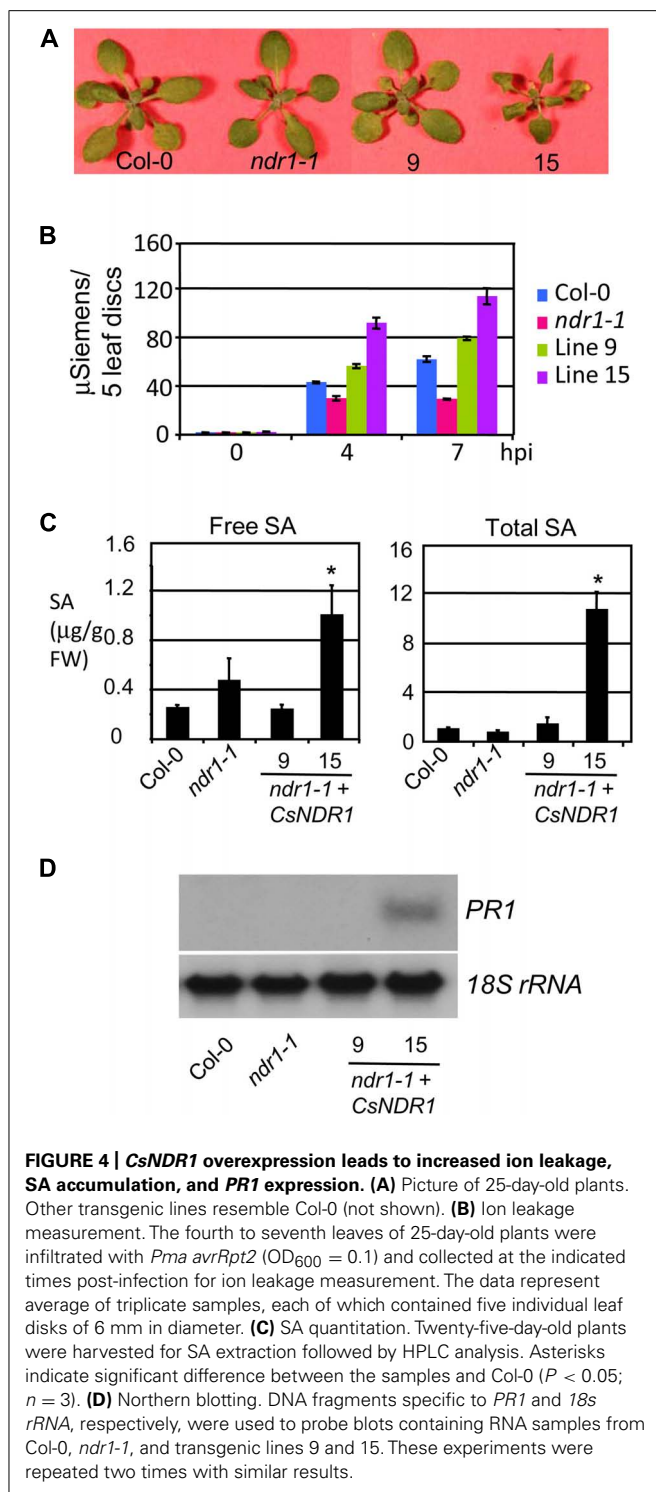 A
Col-0 ndr1-1 9 15
B
µSiemens/
5 leaf discs
160
120
80
40
0
0 4 7 hpi
Col-0
ndr1-1
Line 9
Line 15
C
Free SA
SA
(µg/g
FW)
1.6
1.2
0.8
0.4
0
*
Col-0 ndr1-1 9 15
ndr1-1 +
CsNDR1
Total SA
16
12
8
4
0
*
Col-0 ndr1-1 9 15
ndr1-1 +
CsNDR1
D
PR1
18S rRNA
Col-0 ndr1-1 9 15
ndr1-1 +
CsNDR1
FIGURE 4 | CsNDR1 overexpression leads to increased ion leakage,
SA accumulation, and PR1 expression. (A) Picture of 25-day-old plants.
Other transgenic lines resemble Col-0 (not shown). (B) Ion leakage
measurement. The fourth to seventh leaves of 25-day-old plants were
infiltrated with Pma avrRpt2 (OD600 = 0.1) and collected at the indicated
times post-infection for ion leakage measurement. The data represent
average of triplicate samples, each of which contained five individual leaf
disks of 6 mm in diameter. (C) SA quantitation. Twenty-five-day-old plants
were harvested for SA extraction followed by HPLC analysis. Asterisks
indicate significant difference between the samples and Col-0 (P < 0.05;
n = 3). (D) Northern blotting. DNA fragments specific to PR1 and 18s
rRNA, respectively, were used to probe blots containing RNA samples from
Col-0, ndr1-1, and transgenic lines 9 and 15. These experiments were
repeated two times with similar results.